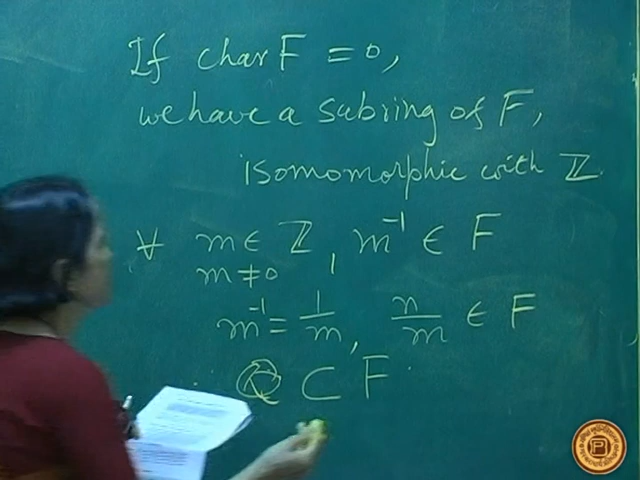 If char F = 0,
we have a subring of F,
isomomorphic with ℤ.
∀ m ∈ ℤ, m⁻¹ ∈ F
m ≠ 0
m⁻¹ = 1/m, n/m ∈ F
ℚ ⊂ F